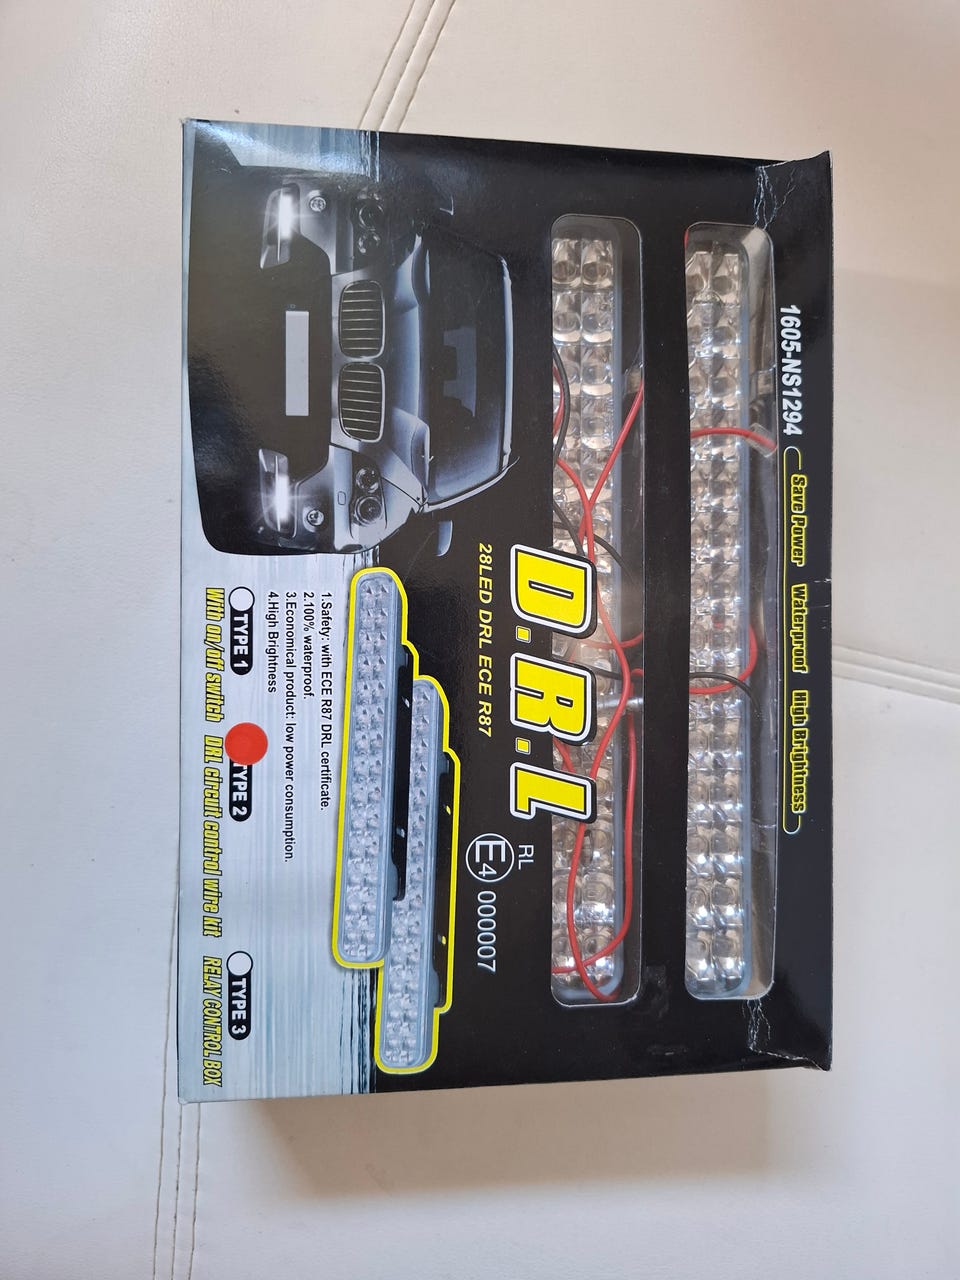 1605-NS1294
Save Power Waterproof High Brightness
D.R.L
28LED DRL ECE R87
RL
E4 000007
1.Safety: with ECE R87 DRL certificate.
2.100% waterproof.
3.Economical product: low power consumption.
4.High Brightness
TYPE 1 TYPE 2 TYPE 3
With on/off switch DRL circuit control wire kit RELAY CONTROL BOX